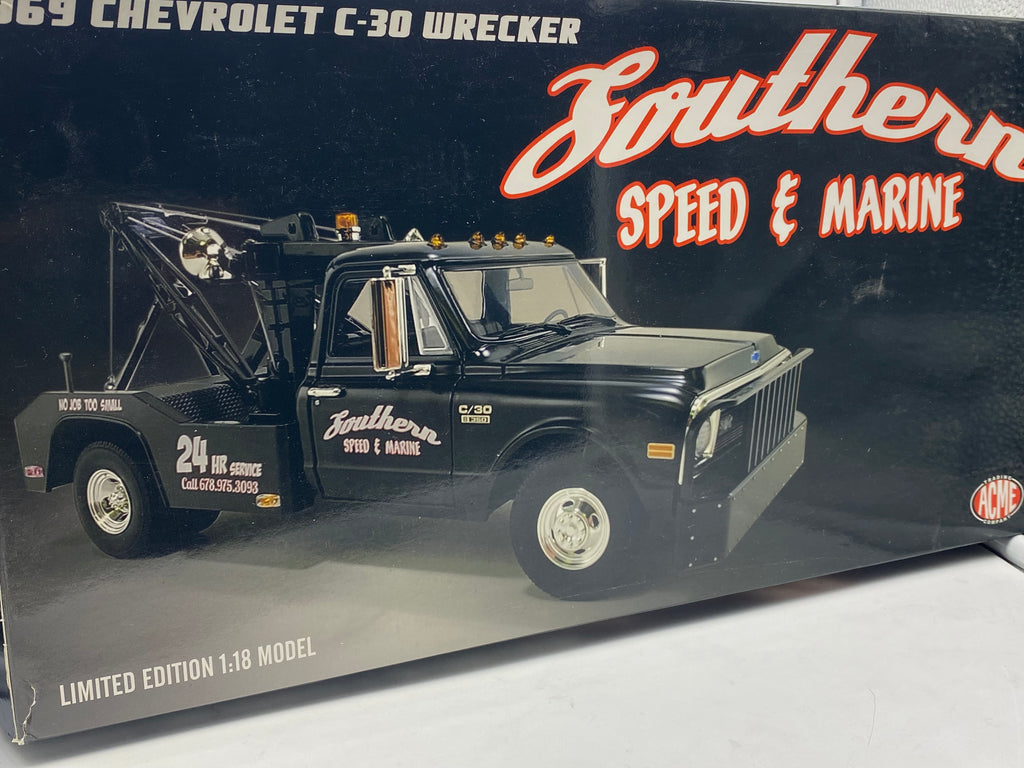 969 CHEVROLET C-30 WRECKER
Southern
SPEED & MARINE
NO JOB TOO SMALL
24 HR SERVICE
Call 678.975.3093
Southern
SPEED & MARINE
C/30
ACME
LIMITED EDITION 1:18 MODEL